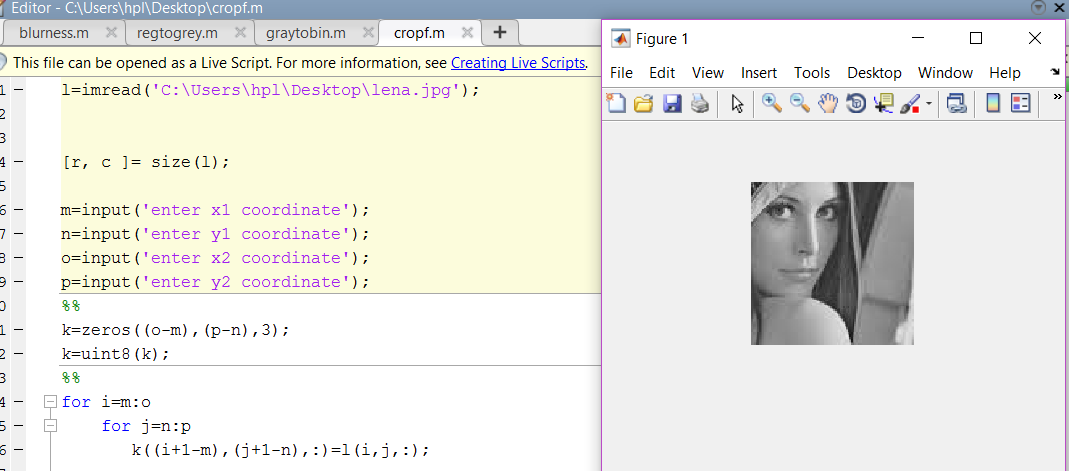 Editor - C:\Users\hpl\Desktop\cropf.m
blurness.m regtogrey.m graytobin.m cropf.m
This file can be opened as a Live Script. For more information, see Creating Live Scripts.
1 l=imread('C:\Users\hpl\Desktop\lena.jpg');
2
3
4 [r, c ]= size(l);
5
6 m=input('enter x1 coordinate');
7 n=input('enter y1 coordinate');
8 o=input('enter x2 coordinate');
9 p=input('enter y2 coordinate');
0 %%
1 k=zeros((o-m),(p-n),3);
2 k=uint8(k);
3 %%
4 for i=m:o
5 for j=n:p
6 k((i+1-m),(j+1-n),:)=l(i,j,:);
Figure 1
File Edit View Insert Tools Desktop Window Help